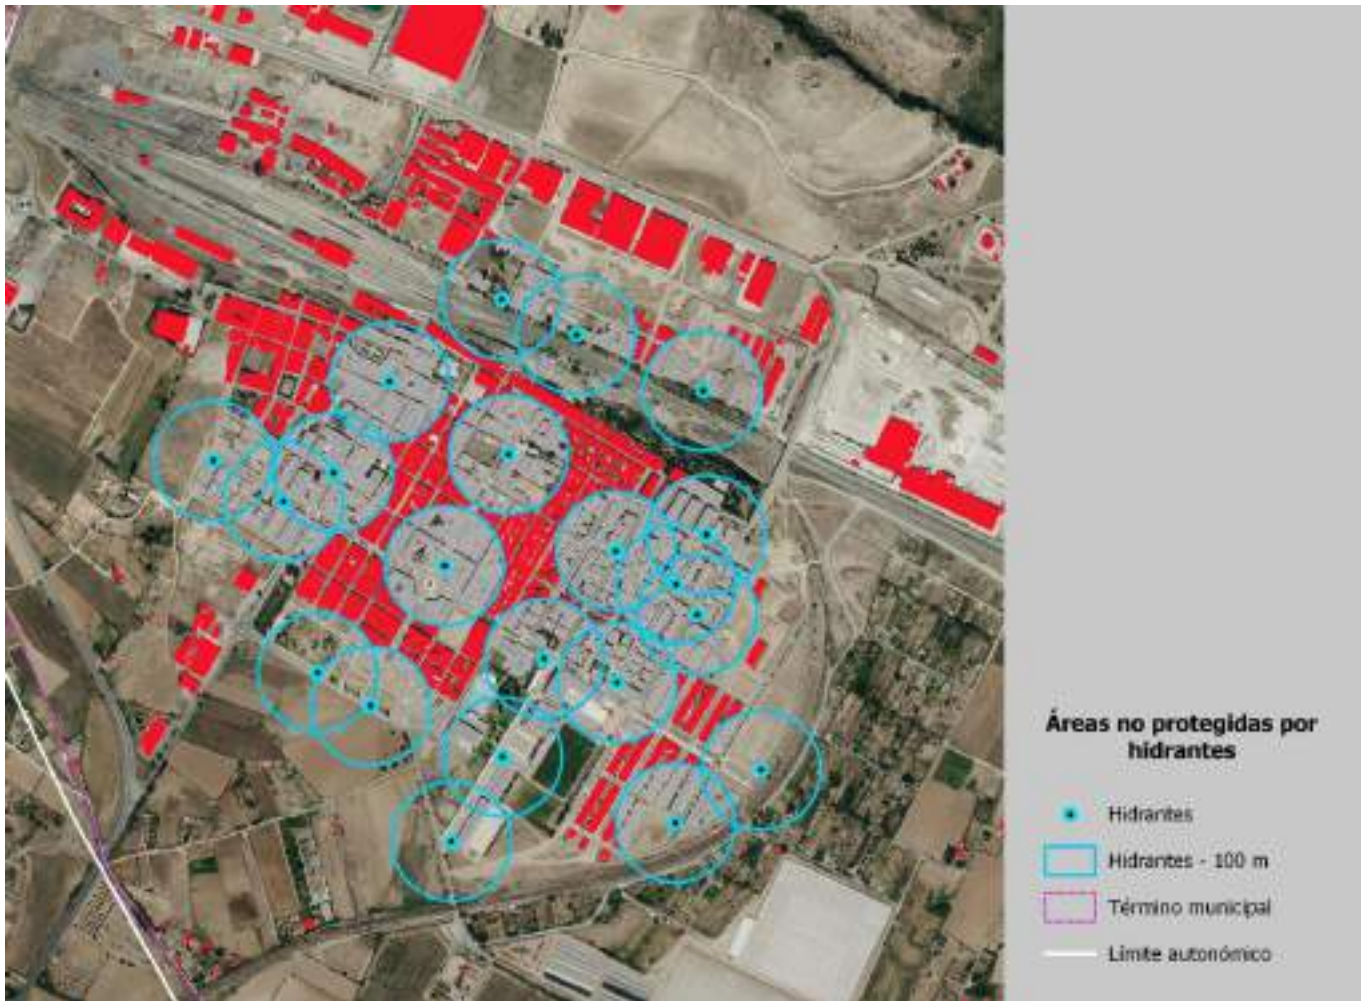 Áreas no protegidas por
hidrantes
Hidrantes
Hidrantes - 100 m
Término municipal
Límite autonómico